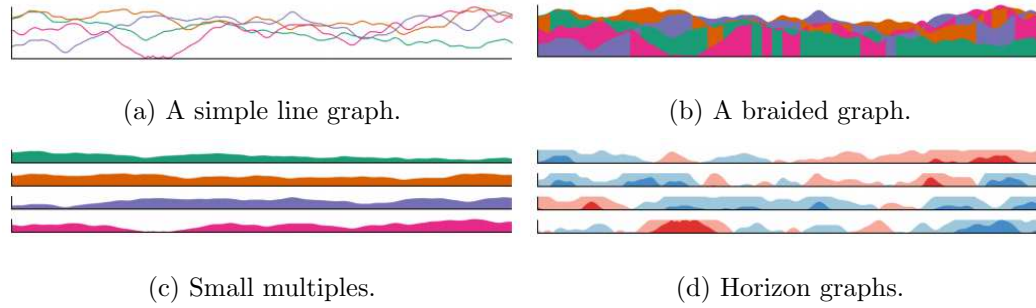 (a) A simple line graph.
(b) A braided graph.
(c) Small multiples.
(d) Horizon graphs.